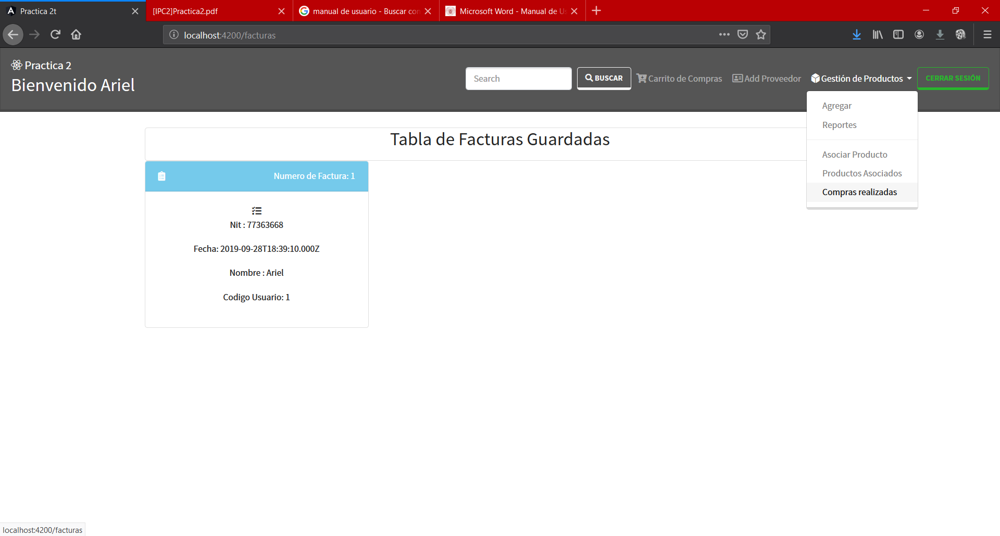 Practica 2t
[IPC2]Practica2.pdf
manual de usuario - Buscar con
Microsoft Word - Manual de Us
localhost:4200/facturas
Practica 2
Bienvenido Ariel
Search
BUSCAR
Carrito de Compras
Add Proveedor
Gestión de Productos
CERRAR SESIÓN
Agregar
Reportes
Asociar Producto
Productos Asociados
Compras realizadas
Tabla de Facturas Guardadas
Numero de Factura: 1
Nit : 77363668
Fecha: 2019-09-28T18:39:10.000Z
Nombre : Ariel
Codigo Usuario: 1
localhost:4200/facturas